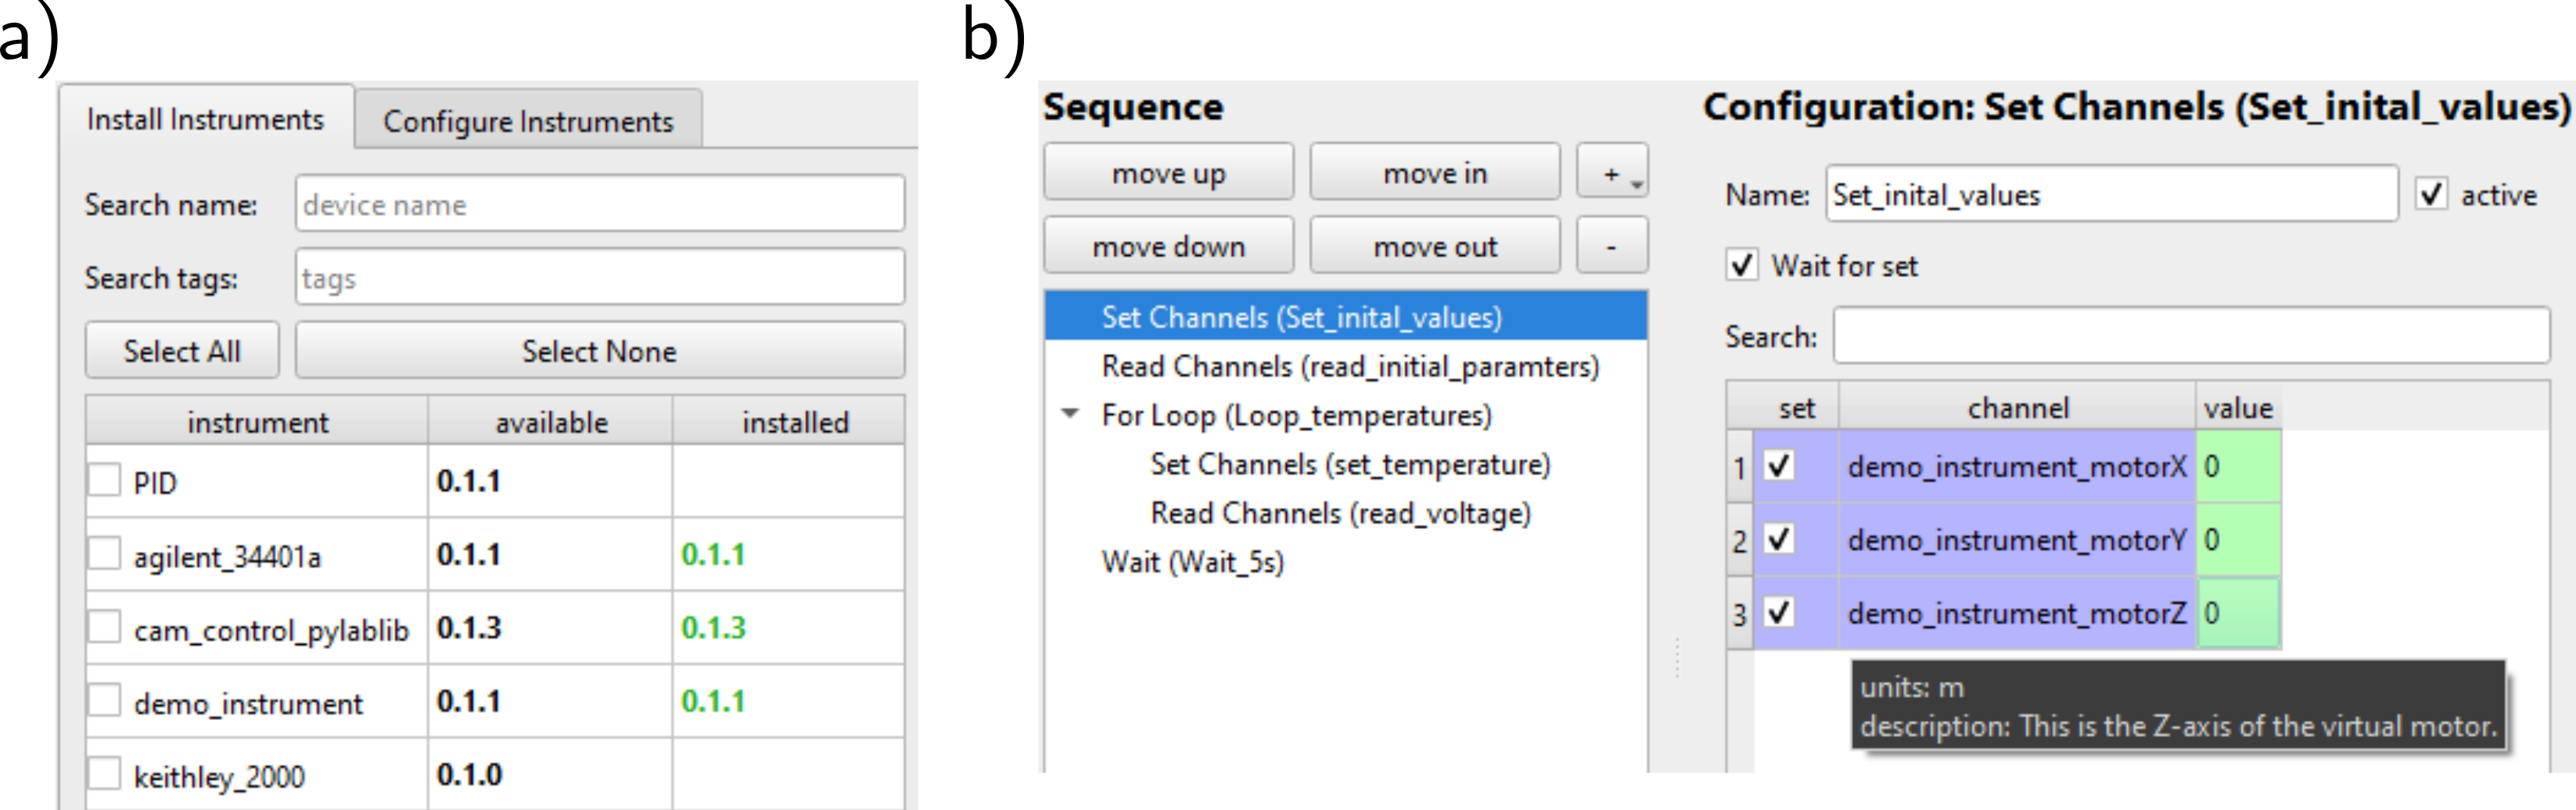 a)
Install Instruments Configure Instruments
Search name: device name
Search tags: tags
Select All Select None
instrument available installed
PID 0.1.1
agilent_34401a 0.1.1 0.1.1
cam_control_pylablib 0.1.3 0.1.3
demo_instrument 0.1.1 0.1.1
keithley_2000 0.1.0
b)
Sequence
move up move in +
move down move out -
Set Channels (Set_inital_values)
Read Channels (read_initial_paramters)
For Loop (Loop_temperatures)
Set Channels (set_temperature)
Read Channels (read_voltage)
Wait (Wait_5s)
Configuration: Set Channels (Set_inital_values)
Name: Set_inital_values active
Wait for set
Search:
set channel value
1 demo_instrument_motorX 0
2 demo_instrument_motorY 0
3 demo_instrument_motorZ 0
units: m
description: This is the Z-axis of the virtual motor.